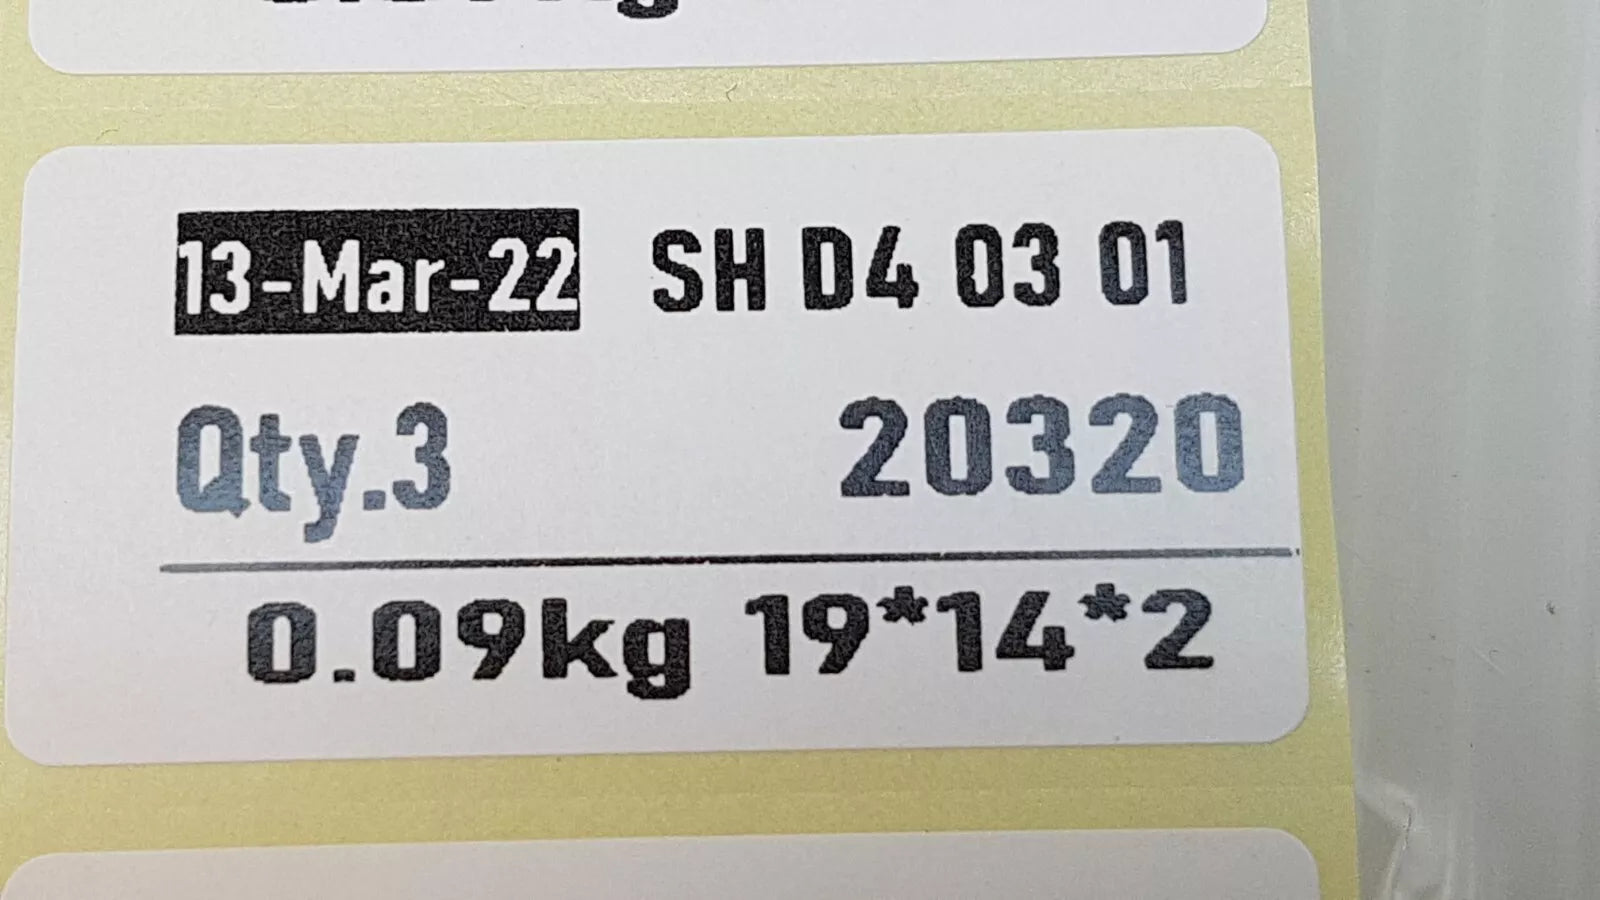 13-Mar-22 SH D4 03 01
Qty.3 20320
0.09kg 19*14*2